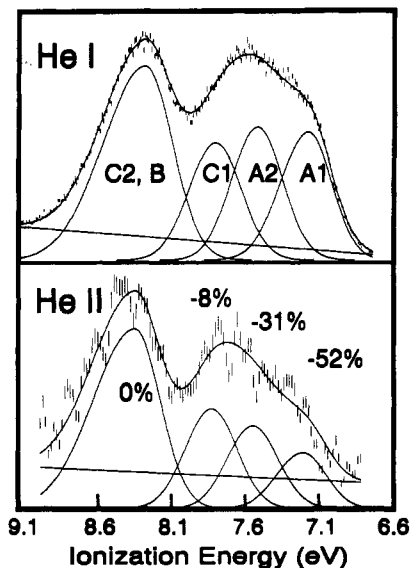 He I
C2, B
C1
A2
A1
He II
-8%
-31%
-52%
0%
9.1 8.6 8.1 7.6 7.1 6.6
Ionization Energy (eV)